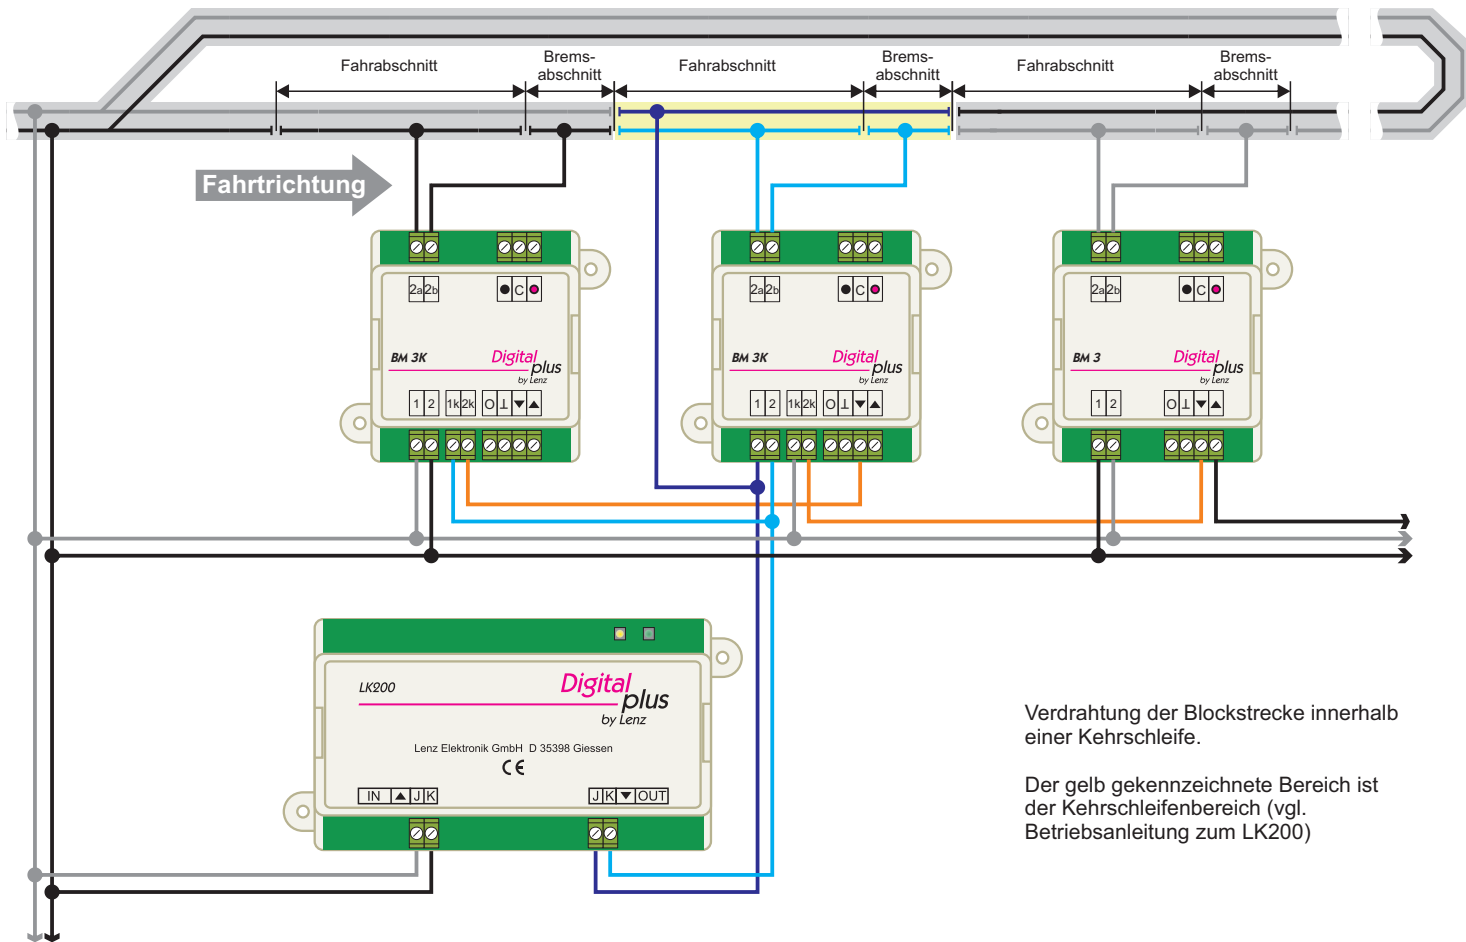 Fahrabschnitt
Brems-
abschnitt
Fahrabschnitt
Brems-
abschnitt
Fahrabschnitt
Brems-
abschnitt
Fahrtrichtung
2a 2b
C
BM 3K
Digital
plus
by Lenz
1 2 1k 2k O ⊥ ▼ ▲
2a 2b
C
BM 3K
Digital
plus
by Lenz
1 2 1k 2k O ⊥ ▼ ▲
2a 2b
C
BM 3
Digital
plus
by Lenz
1 2 O ⊥ ▼ ▲
LK200
Digital
plus
by Lenz
Lenz Elektronik GmbH D 35398 Giessen
CE
IN ▲ J K
J K ▼ OUT
Verdrahtung der Blockstrecke innerhalb
einer Kehrschleife.
Der gelb gekennzeichnete Bereich ist
der Kehrschleifenbereich (vgl.
Betriebsanleitung zum LK200)